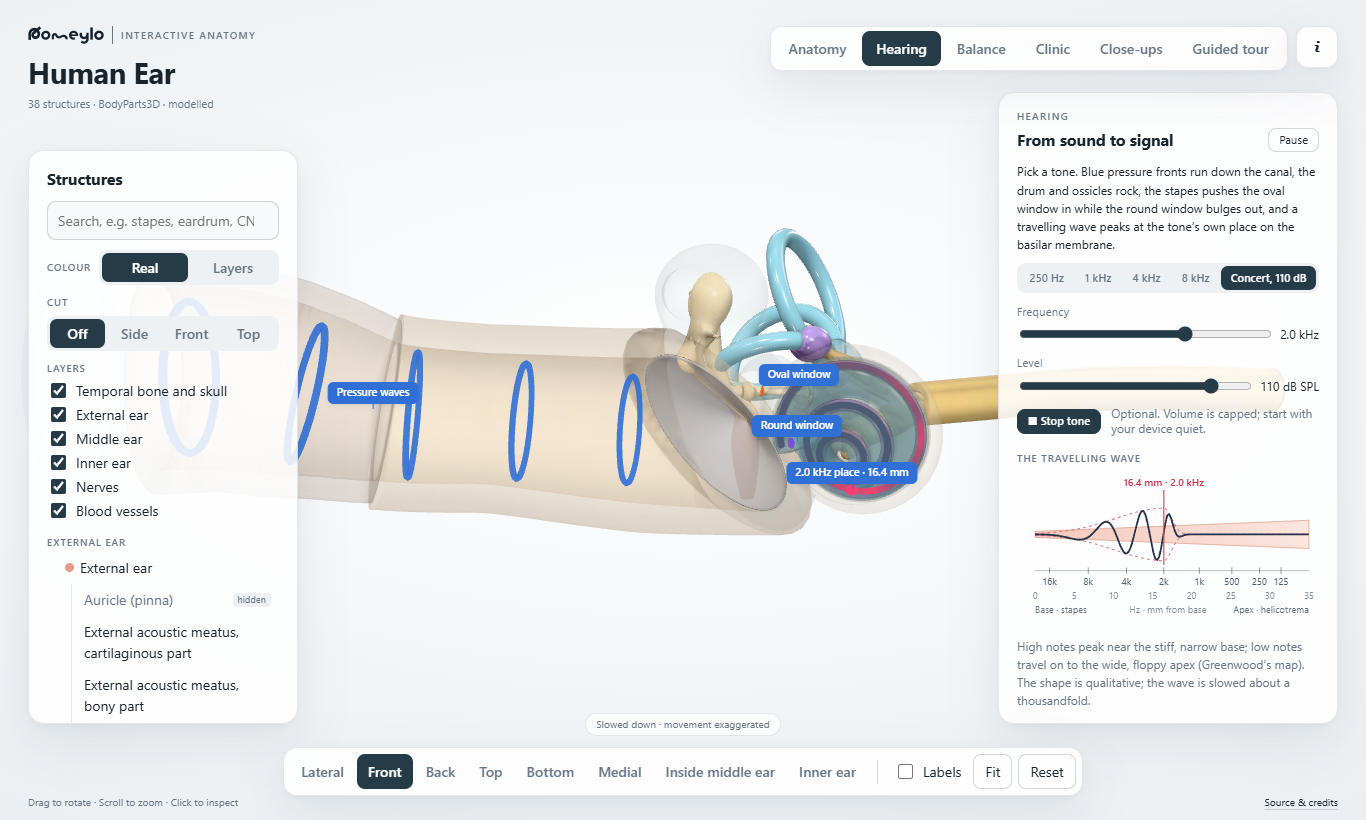 Pomeylo
INTERACTIVE ANATOMY
Human Ear
38 structures · BodyParts3D · modelled
Anatomy
Hearing
Balance
Clinic
Close-ups
Guided tour
i
Structures
Search, e.g. stapes, eardrum, CN
COLOUR
Real
Layers
CUT
Off
Side
Front
Top
LAYERS
Temporal bone and skull
External ear
Middle ear
Inner ear
Nerves
Blood vessels
EXTERNAL EAR
External ear
Auricle (pinna)
hidden
External acoustic meatus,
cartilaginous part
External acoustic meatus,
bony part
Pressure waves
Oval window
Round window
2.0 kHz place · 16.4 mm
HEARING
From sound to signal
Pause
Pick a tone. Blue pressure fronts run down the canal, the
drum and ossicles rock, the stapes pushes the oval
window in while the round window bulges out, and a
travelling wave peaks at the tone's own place on the
basilar membrane.
250 Hz
1 kHz
4 kHz
8 kHz
Concert, 110 dB
Frequency
2.0 kHz
Level
110 dB SPL
Stop tone
Optional. Volume is capped; start with
your device quiet.
THE TRAVELLING WAVE
16.4 mm · 2.0 kHz
16k 8k 4k 2k 1k 500 250 125
0 5 10 15 20 25 30 35
Base · stapes
Hz · mm from base
Apex · helicotrema
High notes peak near the stiff, narrow base; low notes
travel on to the wide, floppy apex (Greenwood's map).
The shape is qualitative; the wave is slowed about a
thousandfold.
Slowed down · movement exaggerated
Lateral
Front
Back
Top
Bottom
Medial
Inside middle ear
Inner ear
Labels
Fit
Reset
Drag to rotate · Scroll to zoom · Click to inspect
Source & credits